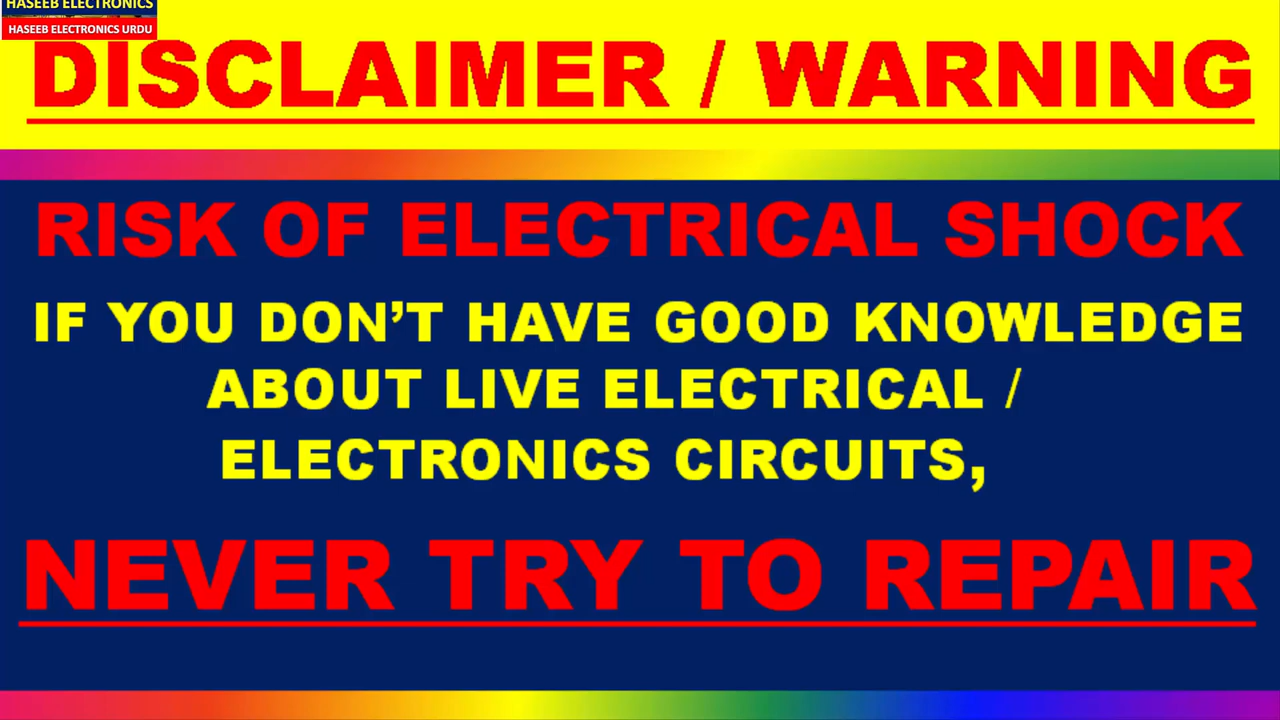 HASEEB ELECTRONICS
HASEEB ELECTRONICS URDU
DISCLAIMER / WARNING
RISK OF ELECTRICAL SHOCK
IF YOU DON’T HAVE GOOD KNOWLEDGE
ABOUT LIVE ELECTRICAL /
ELECTRONICS CIRCUITS,
NEVER TRY TO REPAIR